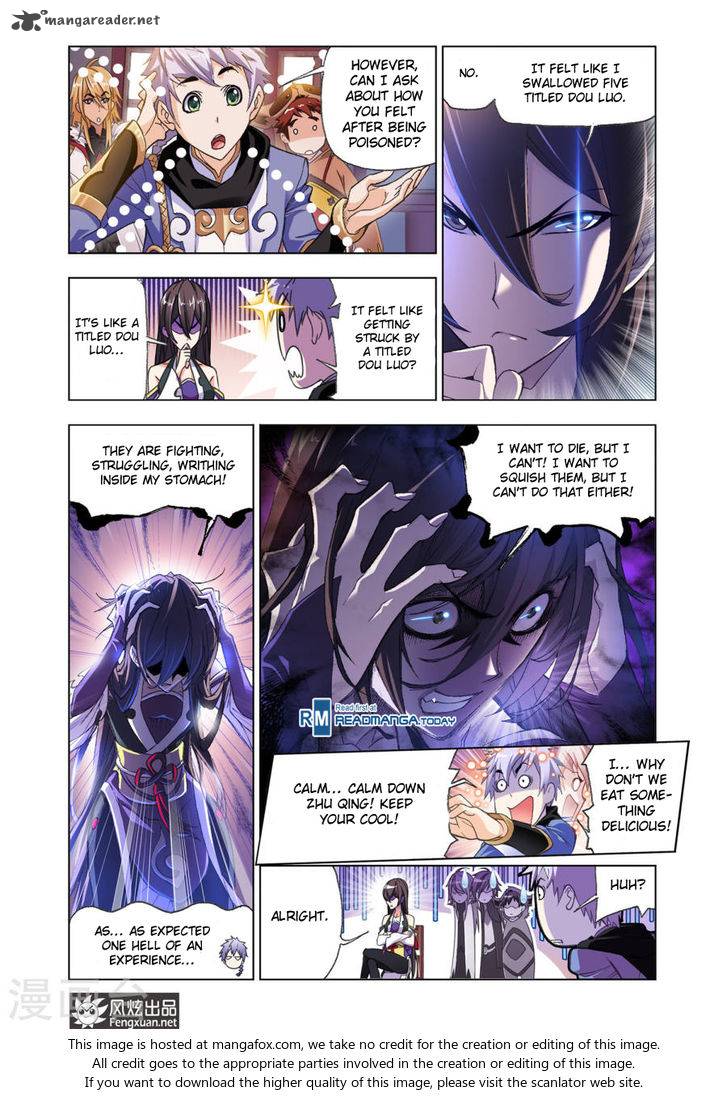 mangareader.net
HOWEVER,
CAN I ASK
ABOUT HOW
YOU FELT
AFTER BEING
POISONED?
NO.
IT FELT LIKE I
SWALLOWED FIVE
TITLED DOU LUO.
IT'S LIKE A
TITLED DOU
LUO...
IT FELT
LIKE
GETTING
STRUCK
BY A
TITLED
DOU LUO?
THEY ARE FIGHTING,
STRUGGLING, WRITHING
INSIDE MY STOMACH!
I WANT TO DIE, BUT I
CAN'T! I WANT TO
SQUISH THEM, BUT I
CAN'T DO THAT EITHER!
RM Read first at
READMANGA.TODAY
CALM... CALM DOWN
ZHU QING! KEEP
YOUR COOL!
I... WHY
DON'T WE
EAT SOME-
THING
DELICIOUS!
AS... AS EXPECTED
ONE HELL OF AN
EXPERIENCE...
ALRIGHT.
HUH?
漫画台
风炫出品
Fengxuan.net
This image is hosted at mangafox.com, we take no credit for the creation or editing of this image.
All credit goes to the appropriate parties involved in the creation or editing of this image.
If you want to download the higher quality of this image, please visit the scanlator web site.